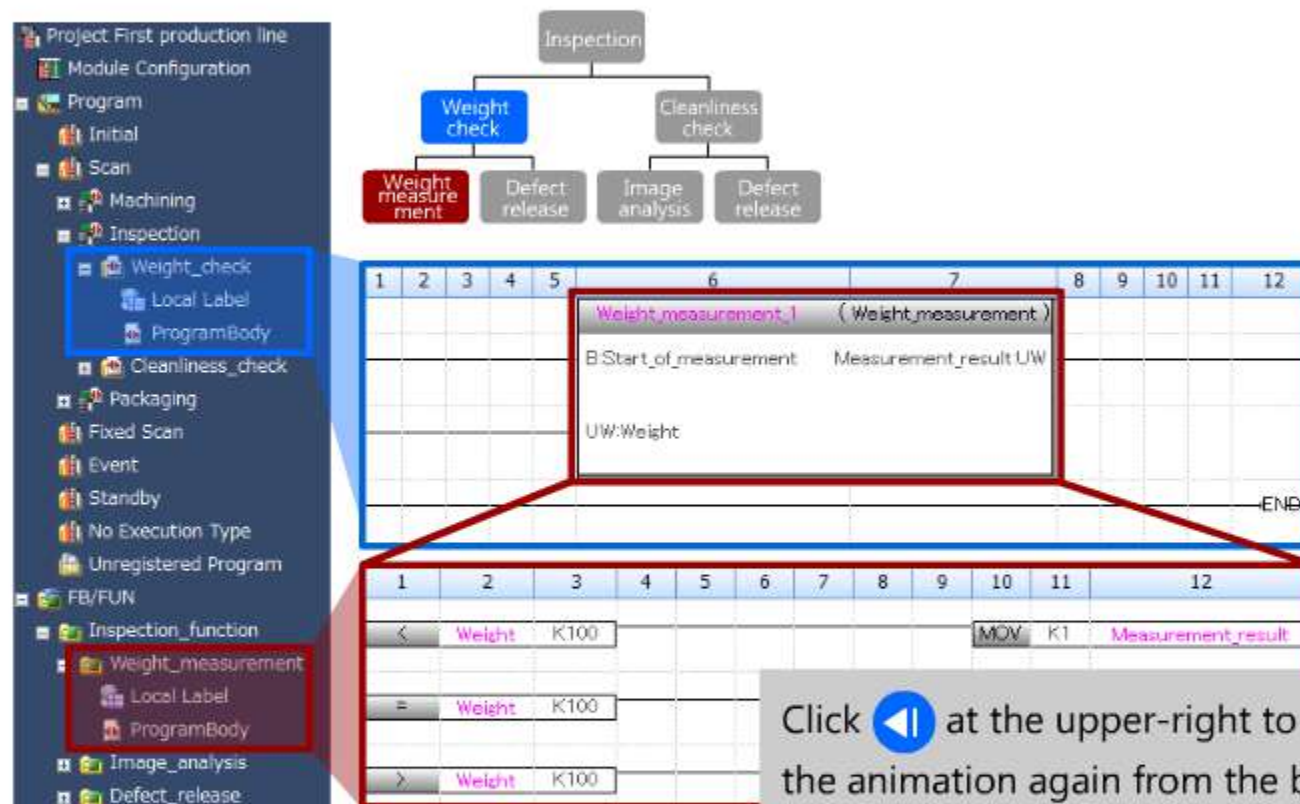 Project First production line
Module Configuration
Program
Initial
Scan
Machining
Inspection
Weight_check
Local Label
ProgramBody
Cleanliness_check
Packaging
Fixed Scan
Event
Standby
No Execution Type
Unregistered Program
FB/FUN
Inspection_function
Weight_measurement
Local Label
ProgramBody
Image_analysis
Defect_release
Inspection
Weight
check
Cleanliness
check
Weight
measure
ment
Defect
release
Image
analysis
Defect
release
1 2 3 4 5 6 7 8 9 10 11 12
Weight_measurement_1 (Weight_measurement)
B:Start_of_measurement Measurement_result:UW
UW:Weight
END
1 2 3 4 5 6 7 8 9 10 11 12
< Weight K100 MOV K1 Measurement_result
= Weight K100
> Weight K100
Click at the upper-right to
the animation again from the